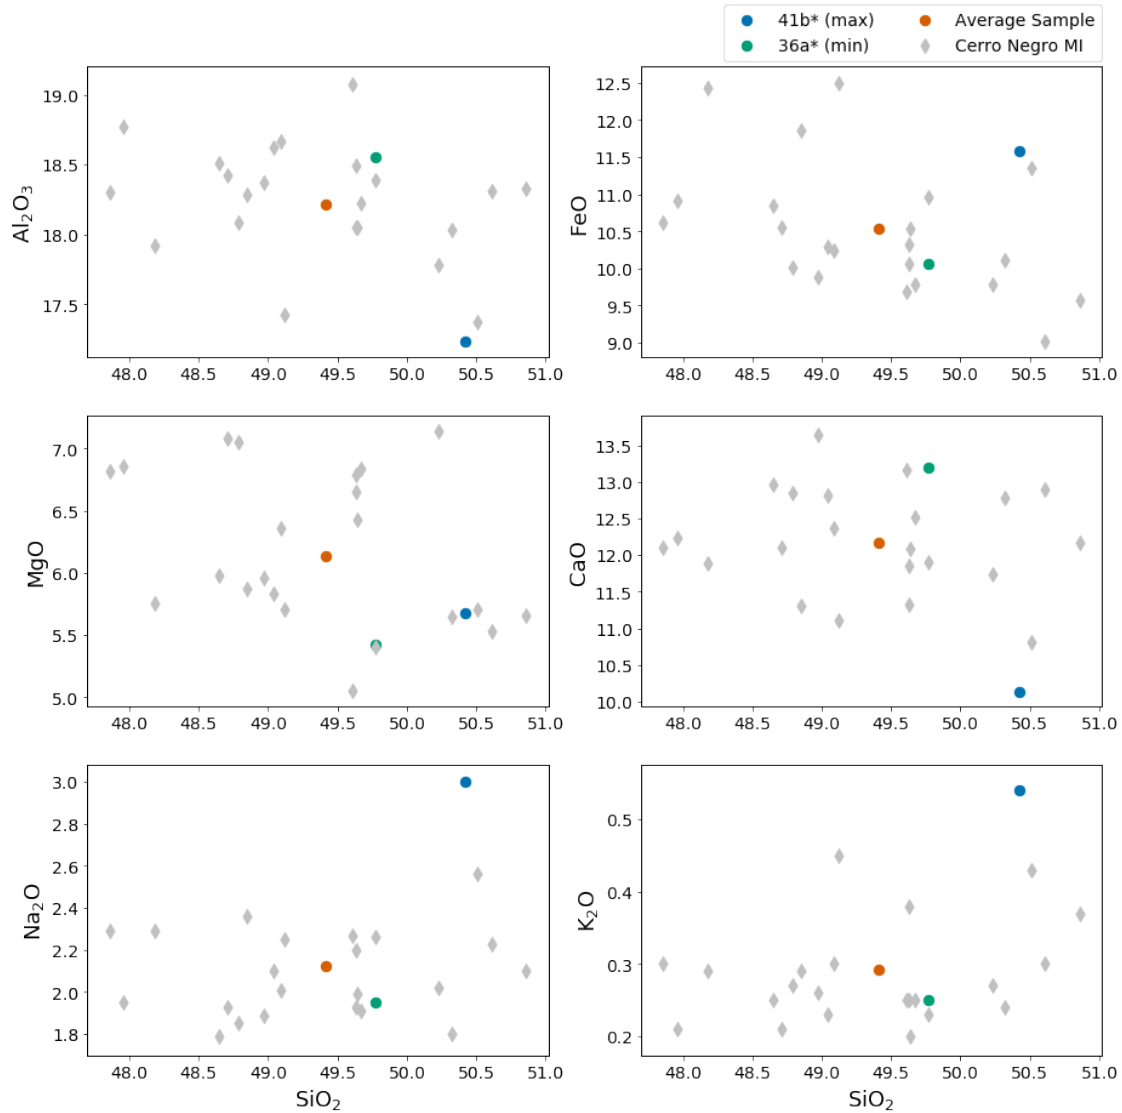 41b* (max) Average Sample
36a* (min) Cerro Negro MI
19.0
18.5
18.0
17.5
Al₂O₃
48.0 48.5 49.0 49.5 50.0 50.5 51.0
12.5
12.0
11.5
11.0
10.5
10.0
9.5
9.0
FeO
48.0 48.5 49.0 49.5 50.0 50.5 51.0
7.0
6.5
6.0
5.5
5.0
MgO
48.0 48.5 49.0 49.5 50.0 50.5 51.0
13.5
13.0
12.5
12.0
11.5
11.0
10.5
10.0
CaO
48.0 48.5 49.0 49.5 50.0 50.5 51.0
3.0
2.8
2.6
2.4
2.2
2.0
1.8
Na₂O
48.0 48.5 49.0 49.5 50.0 50.5 51.0
SiO₂
0.5
0.4
0.3
0.2
K₂O
48.0 48.5 49.0 49.5 50.0 50.5 51.0
SiO₂